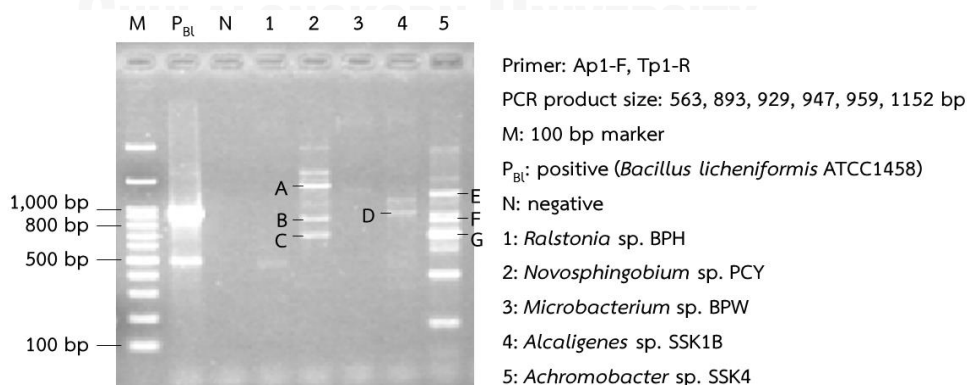 M P_Bl N 1 2 3 4 5
Primer: Ap1-F, Tp1-R
PCR product size: 563, 893, 929, 947, 959, 1152 bp
M: 100 bp marker
P_Bl: positive (Bacillus licheniformis ATCC1458)
N: negative
1: Ralstonia sp. BPH
2: Novosphingobium sp. PCY
3: Microbacterium sp. BPW
4: Alcaligenes sp. SSK1B
5: Achromobacter sp. SSK4
1,000 bp
800 bp
500 bp
100 bp
A
B
C
D
E
F
G